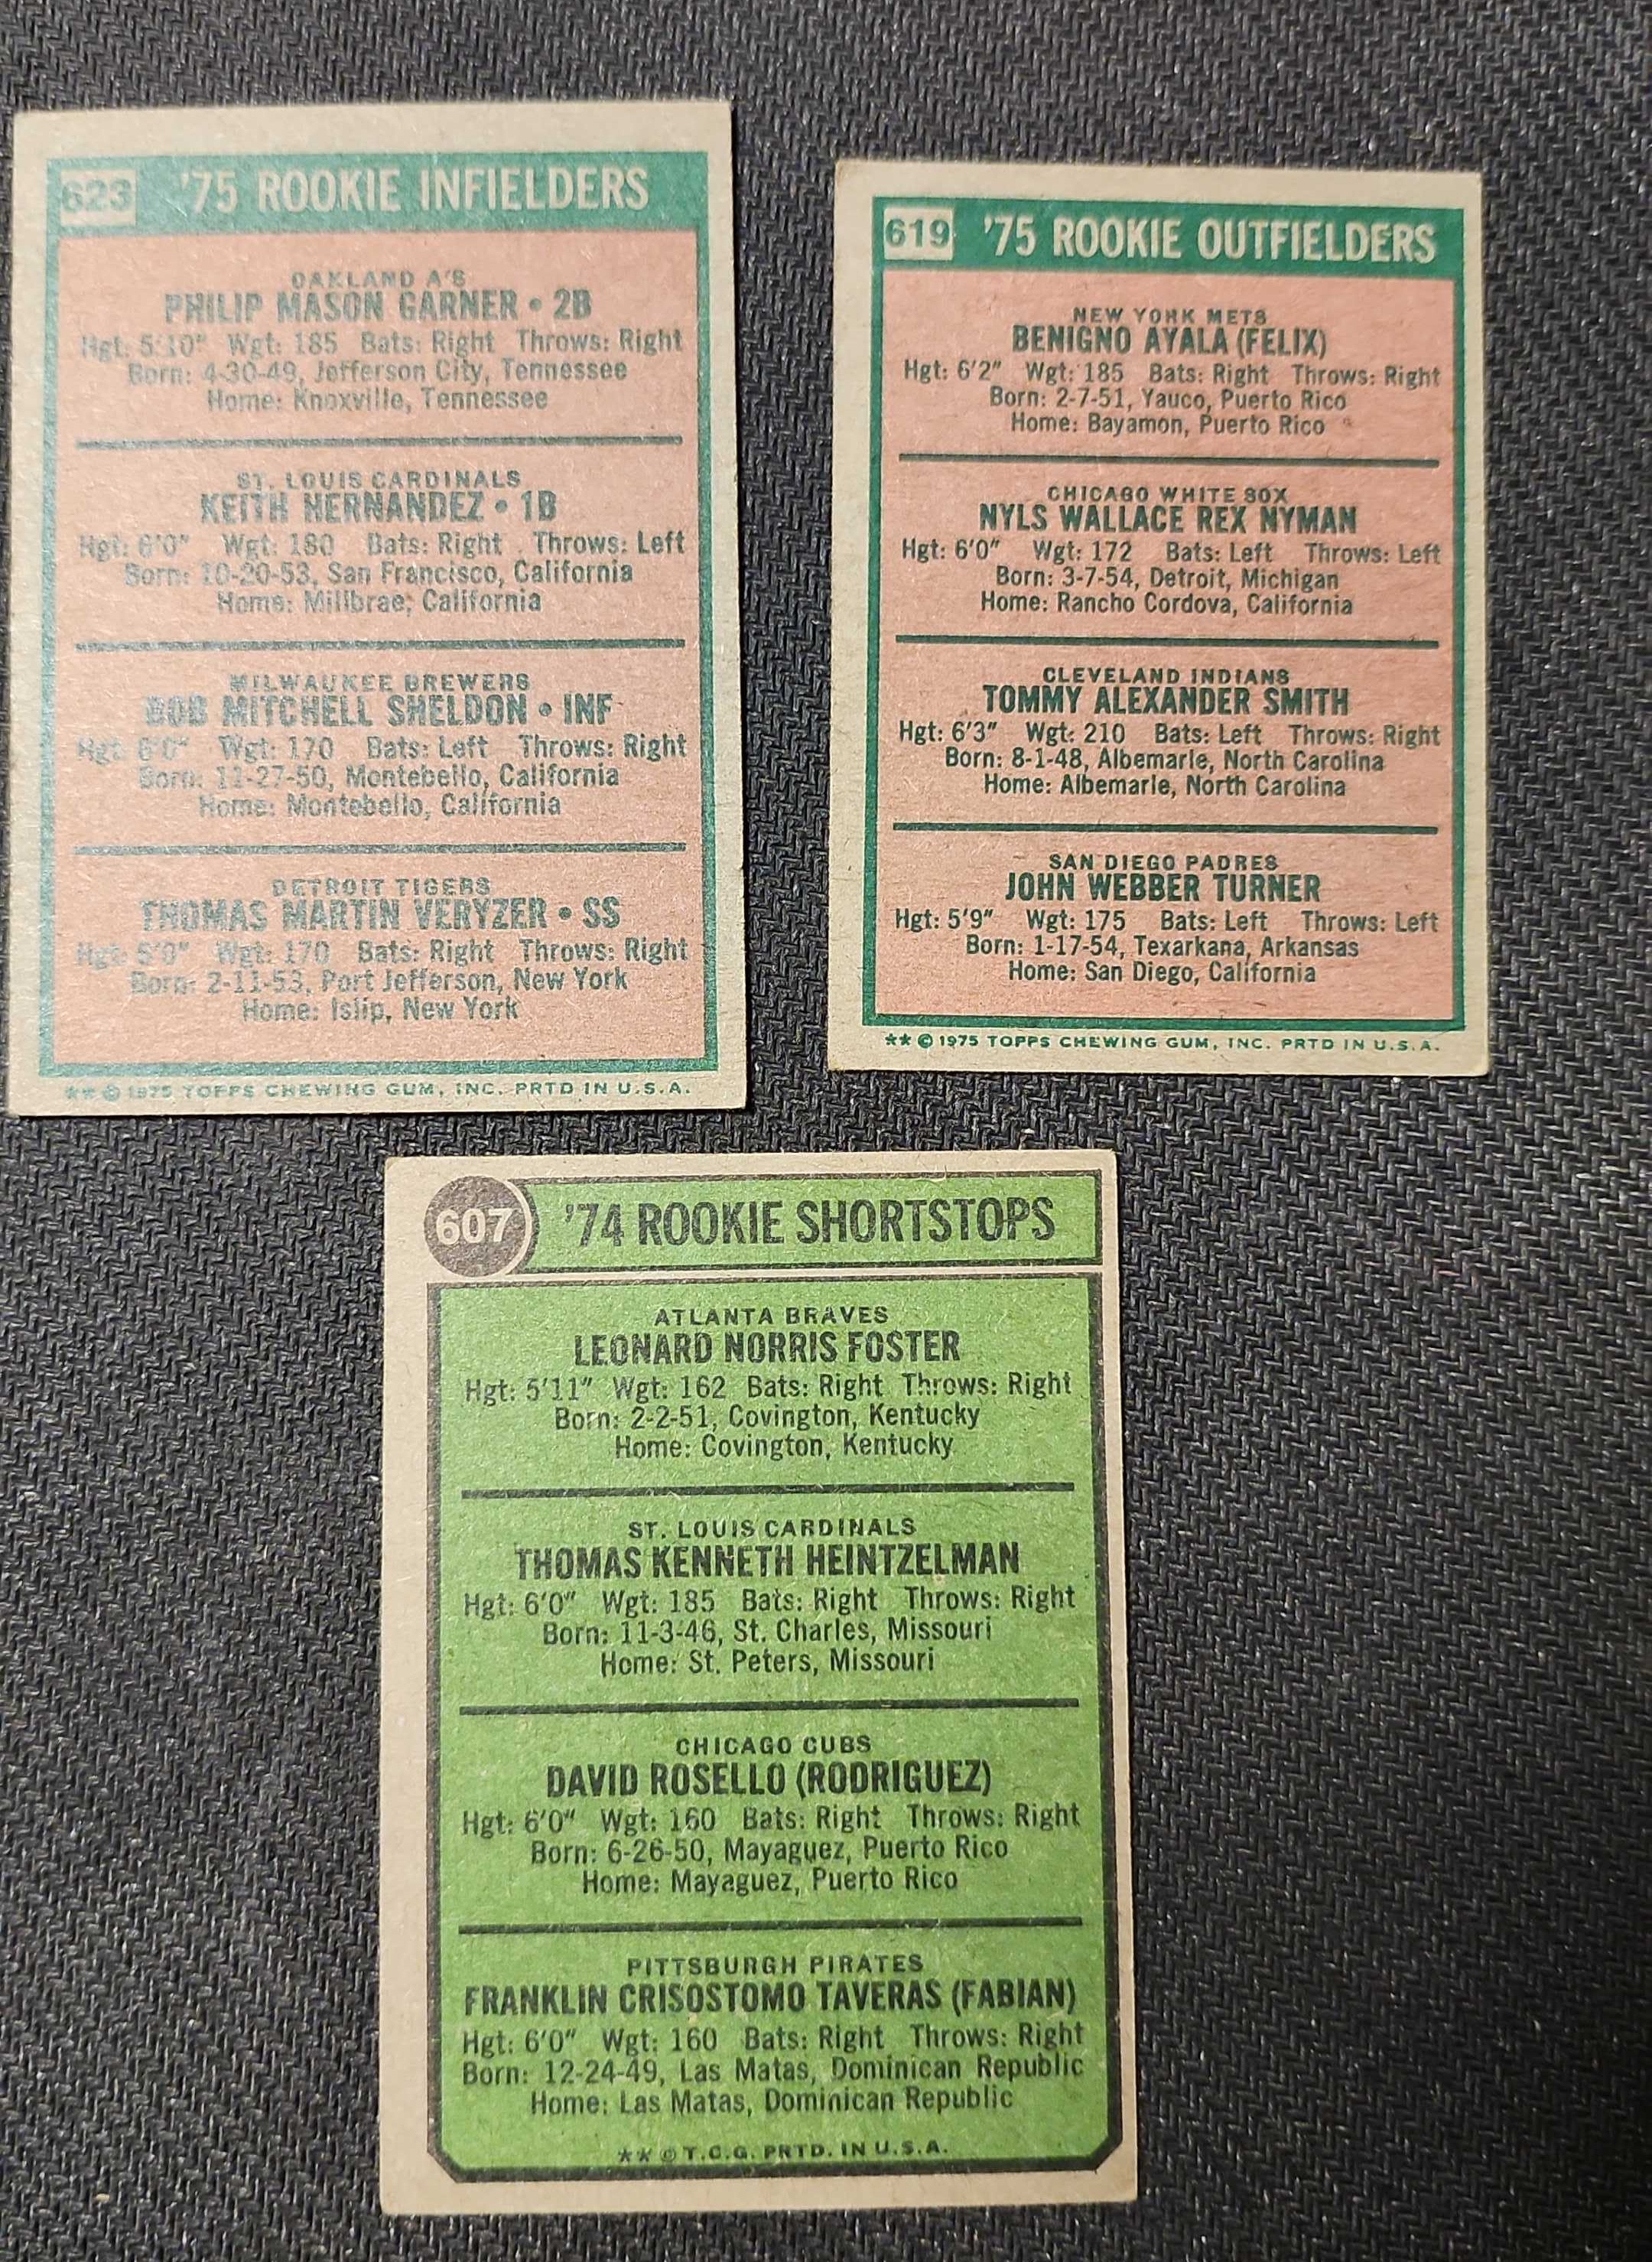 623 '75 ROOKIE INFIELDERS
OAKLAND A'S
PHILIP MASON GARNER • 2B
Hgt: 5'10" Wgt: 185 Bats: Right Throws: Right
Born: 4-30-49, Jefferson City, Tennessee
Home: Knoxville, Tennessee
ST. LOUIS CARDINALS
KEITH HERNANDEZ • 1B
Hgt: 6'0" Wgt: 180 Bats: Right Throws: Left
Born: 10-20-53, San Francisco, California
Home: Millbrae, California
MILWAUKEE BREWERS
BOB MITCHELL SHELDON • INF
Hgt: 6'0" Wgt: 170 Bats: Left Throws: Right
Born: 11-27-50, Montebello, California
Home: Montebello, California
DETROIT TIGERS
THOMAS MARTIN VERYZER • SS
Hgt: Wgt: 170 Bats: Right Throws: Right
Born: 2-11-53, Port Jefferson, New York
Home: Islip, New York
** © 1975 TOPPS CHEWING GUM, INC. PRTD IN U.S.A.
619 '75 ROOKIE OUTFIELDERS
NEW YORK METS
BENIGNO AYALA (FELIX)
Hgt: 6'2" Wgt: 185 Bats: Right Throws: Right
Born: 2-7-51, Yauco, Puerto Rico
Home: Bayamon, Puerto Rico
CHICAGO WHITE SOX
NYLS WALLACE REX NYMAN
Hgt: 6'0" Wgt: 172 Bats: Left Throws: Left
Born: 3-7-54, Detroit, Michigan
Home: Rancho Cordova, California
CLEVELAND INDIANS
TOMMY ALEXANDER SMITH
Hgt: 6'3" Wgt: 210 Bats: Left Throws: Right
Born: 8-1-48, Albemarle, North Carolina
Home: Albemarle, North Carolina
SAN DIEGO PADRES
JOHN WEBBER TURNER
Hgt: 5'9" Wgt: 175 Bats: Left Throws: Left
Born: 1-17-54, Texarkana, Arkansas
Home: San Diego, California
** © 1975 TOPPS CHEWING GUM, INC. PRTD IN U.S.A.
607 '74 ROOKIE SHORTSTOPS
ATLANTA BRAVES
LEONARD NORRIS FOSTER
Hgt: 5'11" Wgt: 162 Bats: Right Throws: Right
Born: 2-2-51, Covington, Kentucky
Home: Covington, Kentucky
ST. LOUIS CARDINALS
THOMAS KENNETH HEINTZELMAN
Hgt: 6'0" Wgt: 185 Bats: Right Throws: Right
Born: 11-3-46, St. Charles, Missouri
Home: St. Peters, Missouri
CHICAGO CUBS
DAVID ROSELLO (RODRIGUEZ)
Hgt: 6'0" Wgt: 160 Bats: Right Throws: Right
Born: 6-26-50, Mayaguez, Puerto Rico
Home: Mayaguez, Puerto Rico
PITTSBURGH PIRATES
FRANKLIN CRISOSTOMO TAVERAS (FABIAN)
Hgt: 6'0" Wgt: 160 Bats: Right Throws: Right
Born: 12-24-49, Las Matas, Dominican Republic
Home: Las Matas, Dominican Republic
** © T.C.G. PRTD. IN U.S.A.